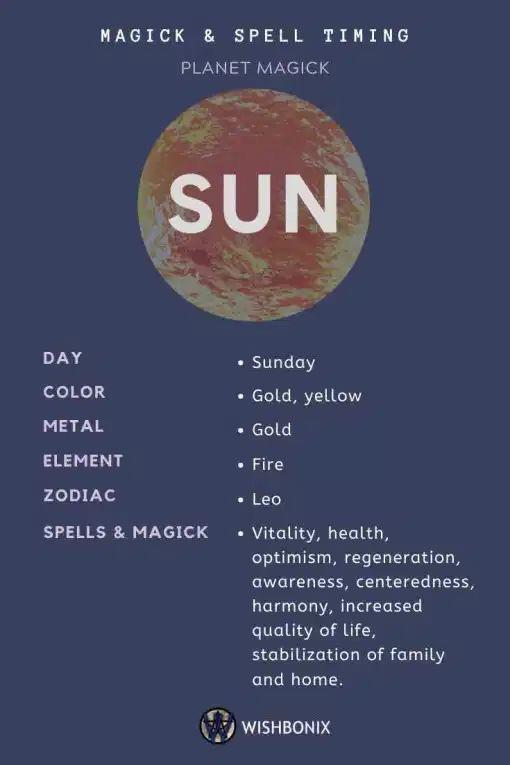 MAGICK & SPELL TIMING
PLANET MAGICK
SUN
DAY
• Sunday
COLOR
• Gold, yellow
METAL
• Gold
ELEMENT
• Fire
ZODIAC
• Leo
SPELLS & MAGICK
• Vitality, health,
optimism, regeneration,
awareness, centeredness,
harmony, increased
quality of life,
stabilization of family
and home.
WISHBONIX